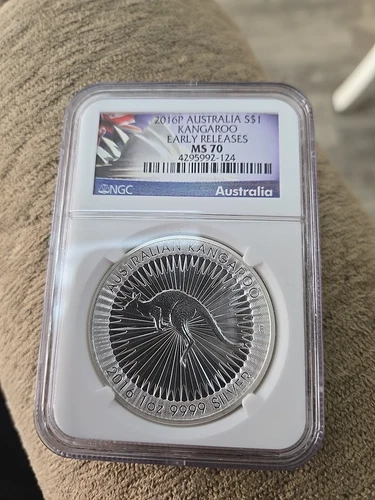 2016P AUSTRALIA S$1
KANGAROO
EARLY RELEASES
MS 70
4295992-124
NGC
Australia
AUSTRALIAN KANGAROO
2016 1oz 9999 SILVER